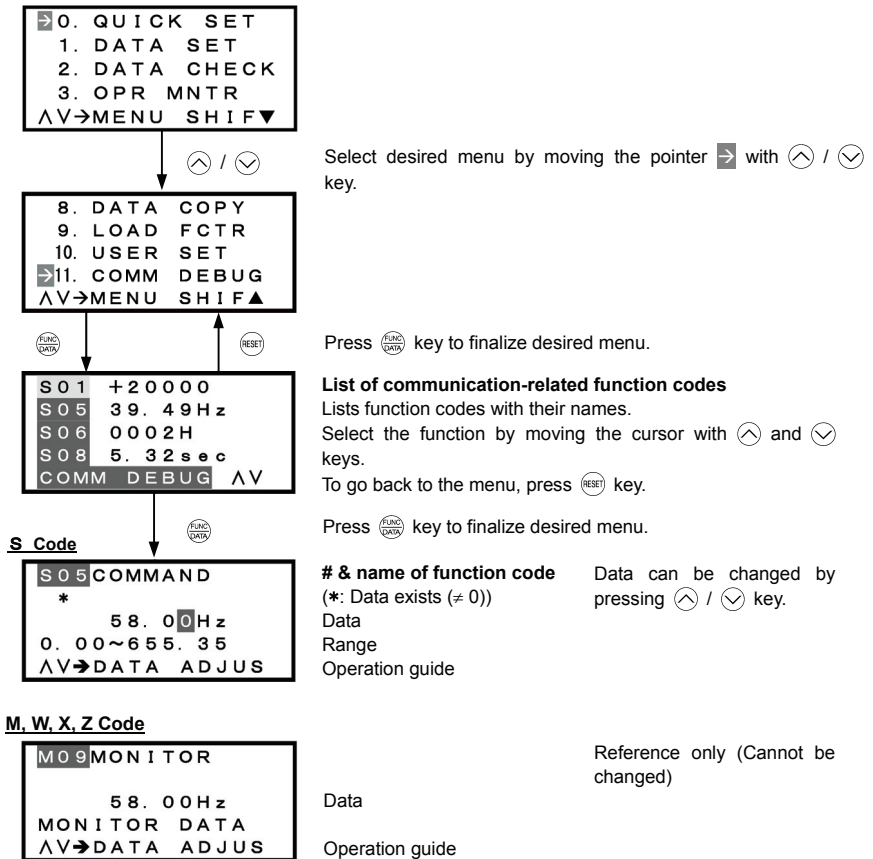 →0. QUICK SET
1. DATA SET
2. DATA CHECK
3. OPR MNTR
∧∨→MENU SHIF▼
∧ / ∨
Select desired menu by moving the pointer → with ∧ / ∨
key.
8. DATA COPY
9. LOAD FCTR
10. USER SET
→11. COMM DEBUG
∧∨→MENU SHIF▲
FUNC
DATA
RESET
Press FUNC DATA key to finalize desired menu.
S01 +20000
S05 39. 49Hz
S06 0002H
S08 5. 32sec
COMM DEBUG ∧∨
List of communication-related function codes
Lists function codes with their names.
Select the function by moving the cursor with ∧ and ∨
keys.
To go back to the menu, press RESET key.
FUNC
DATA
Press FUNC DATA key to finalize desired menu.
S Code
S05COMMAND
*
58. 00Hz
0. 00~655. 35
∧∨→DATA ADJUS
# & name of function code
(*: Data exists (≠ 0))
Data
Range
Operation guide
Data can be changed by
pressing ∧ / ∨ key.
M, W, X, Z Code
M09MONITOR
58. 00Hz
MONITOR DATA
∧∨→DATA ADJUS
Data
Operation guide
Reference only (Cannot be
changed)